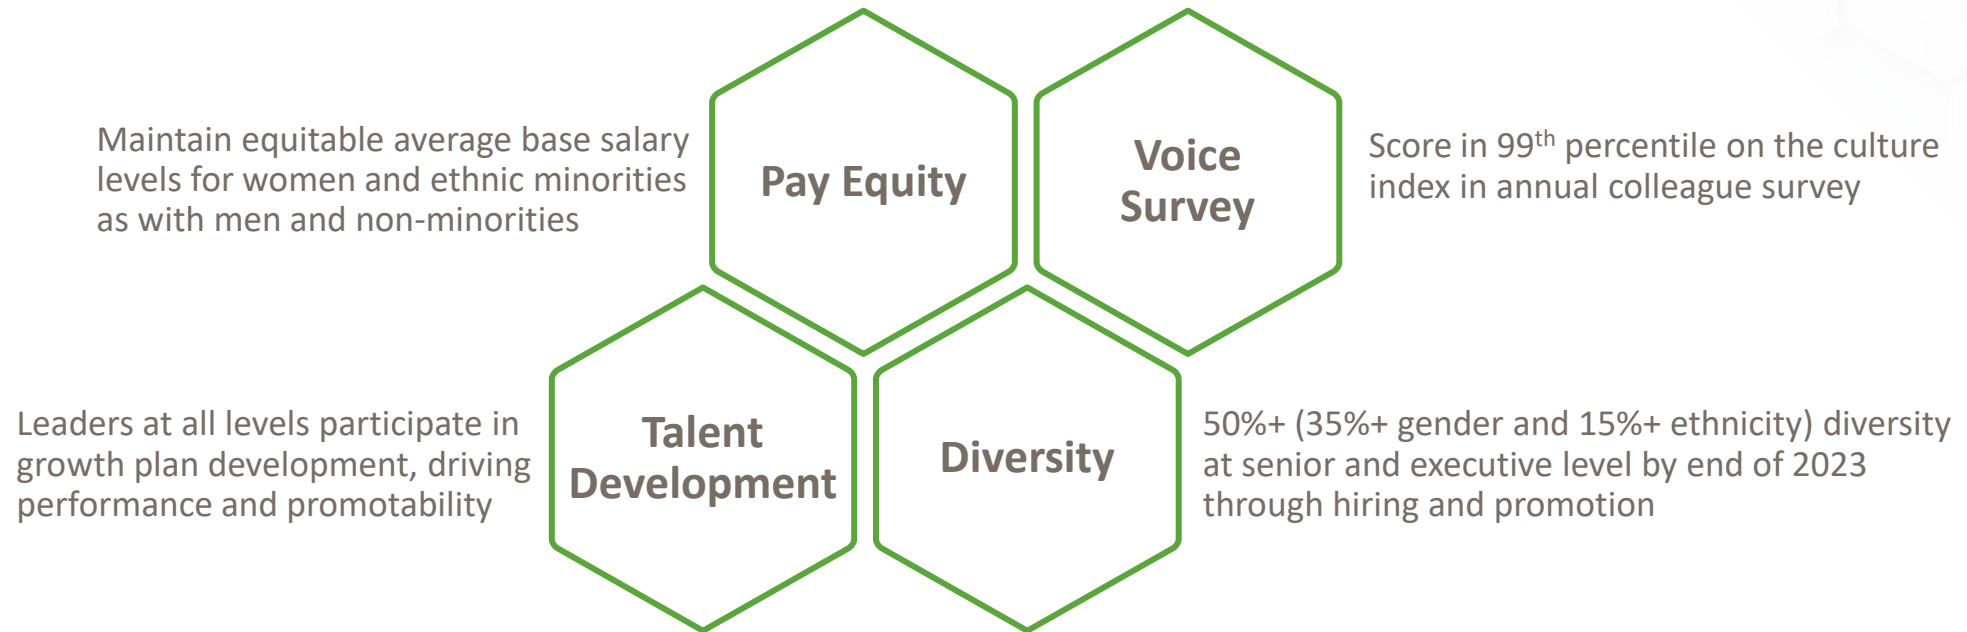 Maintain equitable average base salary
levels for women and ethnic minorities
as with men and non-minorities
Pay Equity
Voice
Survey
Score in 99th percentile on the culture
index in annual colleague survey
Leaders at all levels participate in
growth plan development, driving
performance and promotability
Talent
Development
Diversity
50%+ (35%+ gender and 15%+ ethnicity) diversity
at senior and executive level by end of 2023
through hiring and promotion